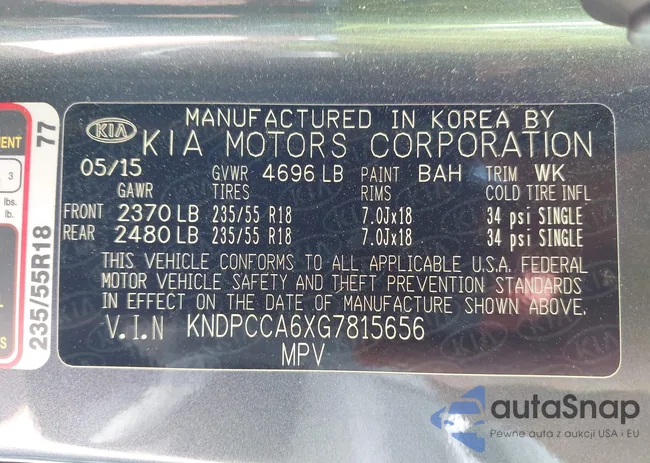 MANUFACTURED IN KOREA BY
KIA KIA MOTORS CORPORATION
05/15 GVWR 4696 LB PAINT BAH TRIM WK
GAWR TIRES RIMS COLD TIRE INFL
FRONT 2370 LB 235/55 R18 7.0Jx18 34 psi SINGLE
REAR 2480 LB 235/55 R18 7.0Jx18 34 psi SINGLE
THIS VEHICLE CONFORMS TO ALL APPLICABLE U.S.A. FEDERAL
MOTOR VEHICLE SAFETY AND THEFT PREVENTION STANDARDS
IN EFFECT ON THE DATE OF MANUFACTURE SHOWN ABOVE.
V.I.N KNDPCCA6XG7815656
MPV
77
235/55R18
3
lbs.
lb.
autoSnap
Pewne auta z aukcji USA i EU